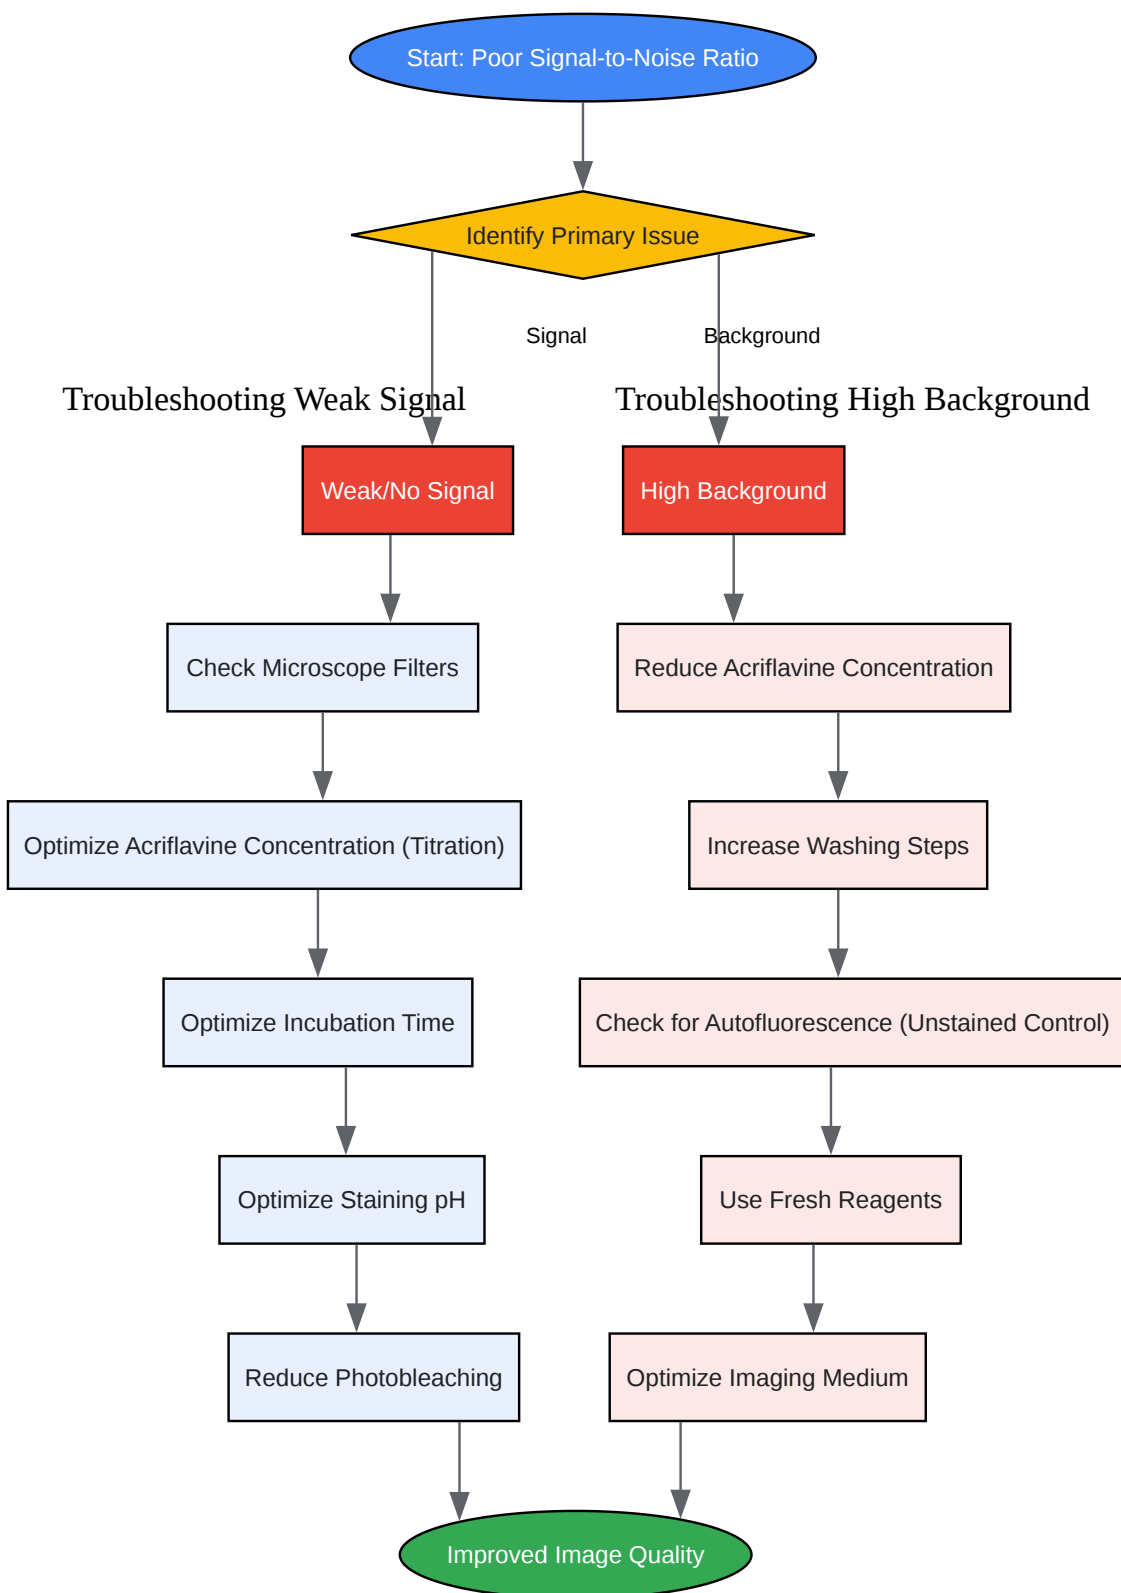 Start: Poor Signal-to-Noise Ratio
Identify Primary Issue
Signal
Background
Troubleshooting Weak Signal
Troubleshooting High Background
Weak/No Signal
High Background
Check Microscope Filters
Reduce Acriflavine Concentration
Optimize Acriflavine Concentration (Titration)
Increase Washing Steps
Optimize Incubation Time
Check for Autofluorescence (Unstained Control)
Optimize Staining pH
Use Fresh Reagents
Reduce Photobleaching
Optimize Imaging Medium
Improved Image Quality